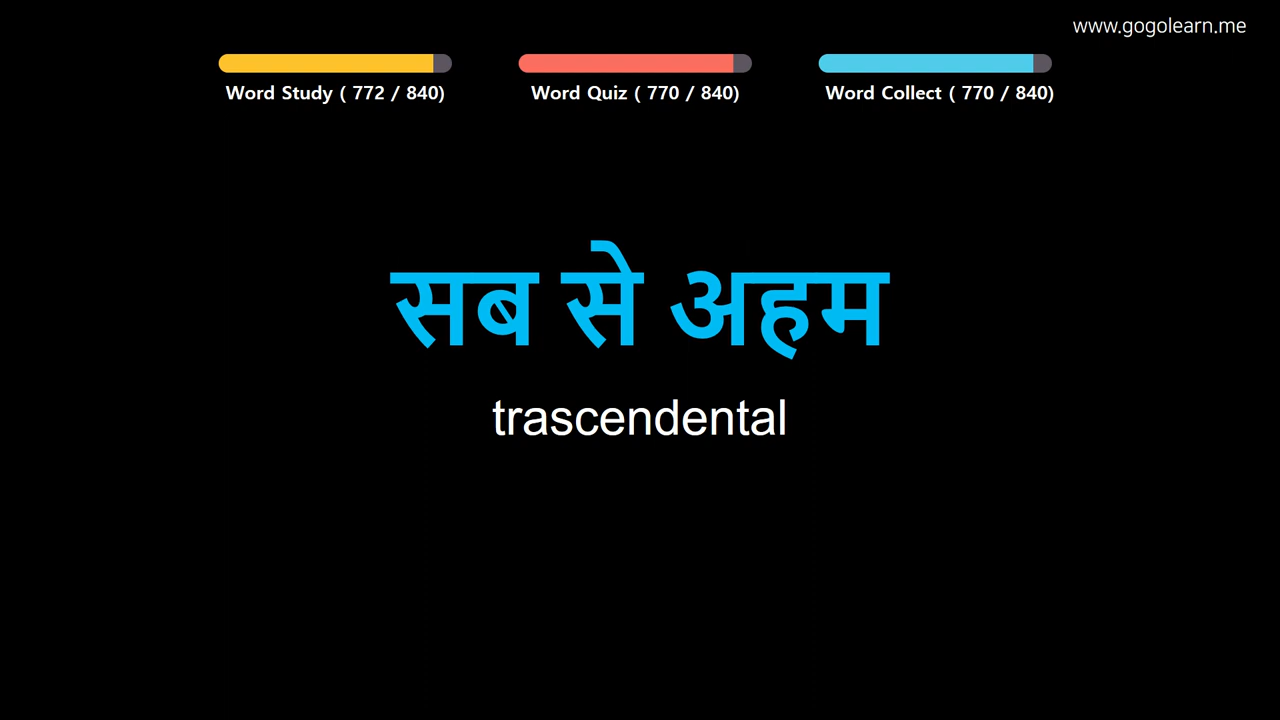 www.gogolearn.me
Word Study ( 772 / 840)
Word Quiz ( 770 / 840)
Word Collect ( 770 / 840)
सब से अहम
trascendental